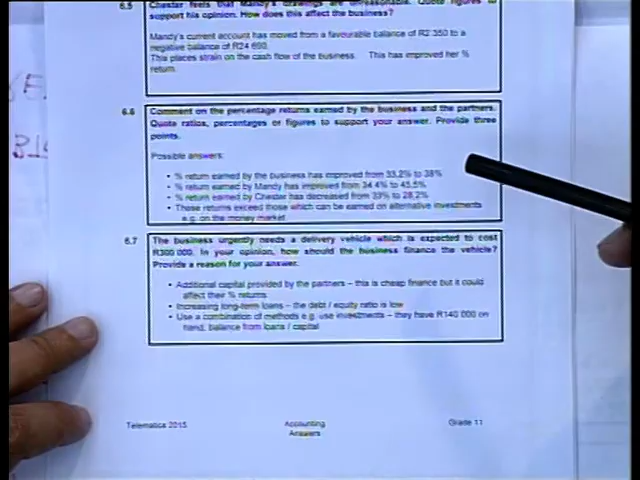 6.5 Chester feels that Mandy's drawings are unreasonable. Quote figures to
support his opinion. How does this affect the business?
Mandy's current account has moved from a favourable balance of R2 350 to a
negative balance of R24 650.
This places strain on the cash flow of the business. This has improved her %
return.
6.6 Comment on the percentage returns earned by the business and the partners.
Quote ratios, percentages or figures to support your answer. Provide three
points.
Possible answers:
• % return earned by the business has improved from 33,2% to 38%
• % return earned by Mandy has improved from 34.4% to 45,5%
• % return earned by Chester has decreased from 33% to 28,2%
• These returns exceed those which can be earned on alternative investments
e.g. on the money market
6.7 The business urgently needs a delivery vehicle which is expected to cost
R300 000. In your opinion, how should the business finance the vehicle?
Provide a reason for your answer.
• Additional capital provided by the partners – this is cheap finance but it could
affect their % returns
• Increasing long-term loans – the debt / equity ratio is low
• Use a combination of methods e.g. use investments – they have R140 000 on
hand, balance from loans / capital
Telematics 2015 Accounting Grade 11
Answers